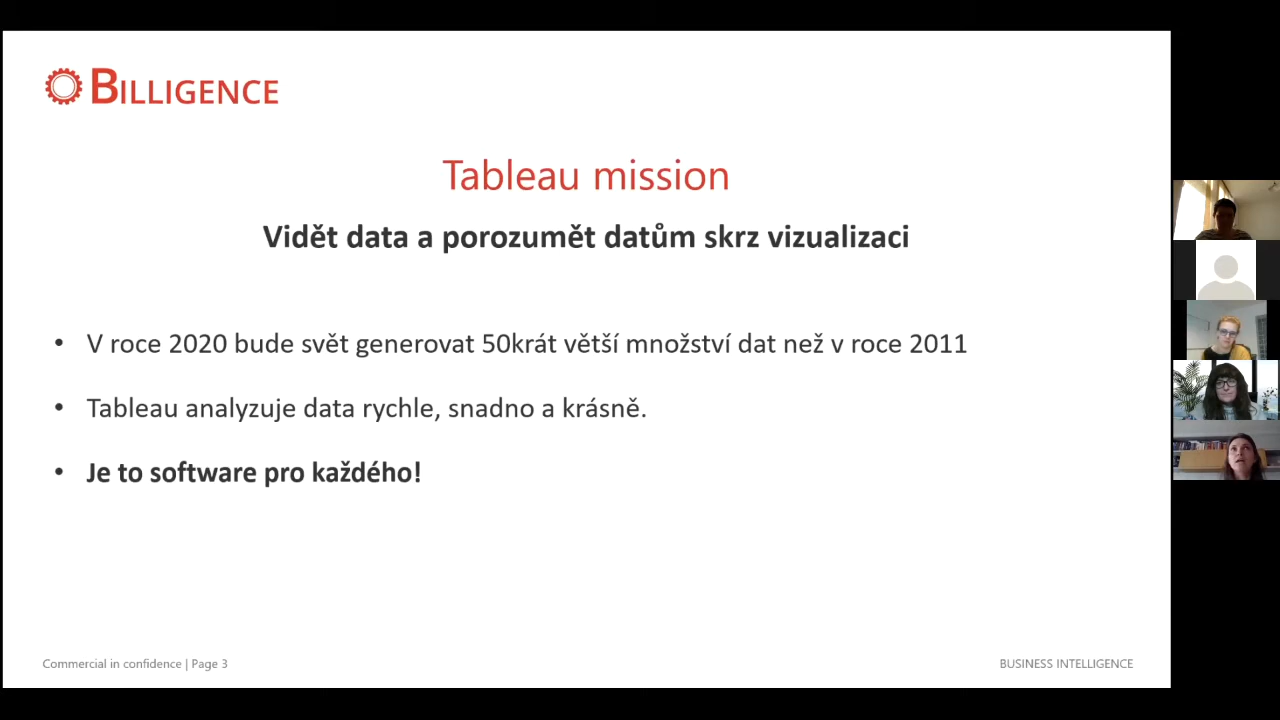 BILLIGENCE
Tableau mission
Vidět data a porozumět datům skrz vizualizaci
• V roce 2020 bude svět generovat 50krát větší množství dat než v roce 2011
• Tableau analyzuje data rychle, snadno a krásně.
• Je to software pro každého!
Commercial in confidence | Page 3
BUSINESS INTELLIGENCE